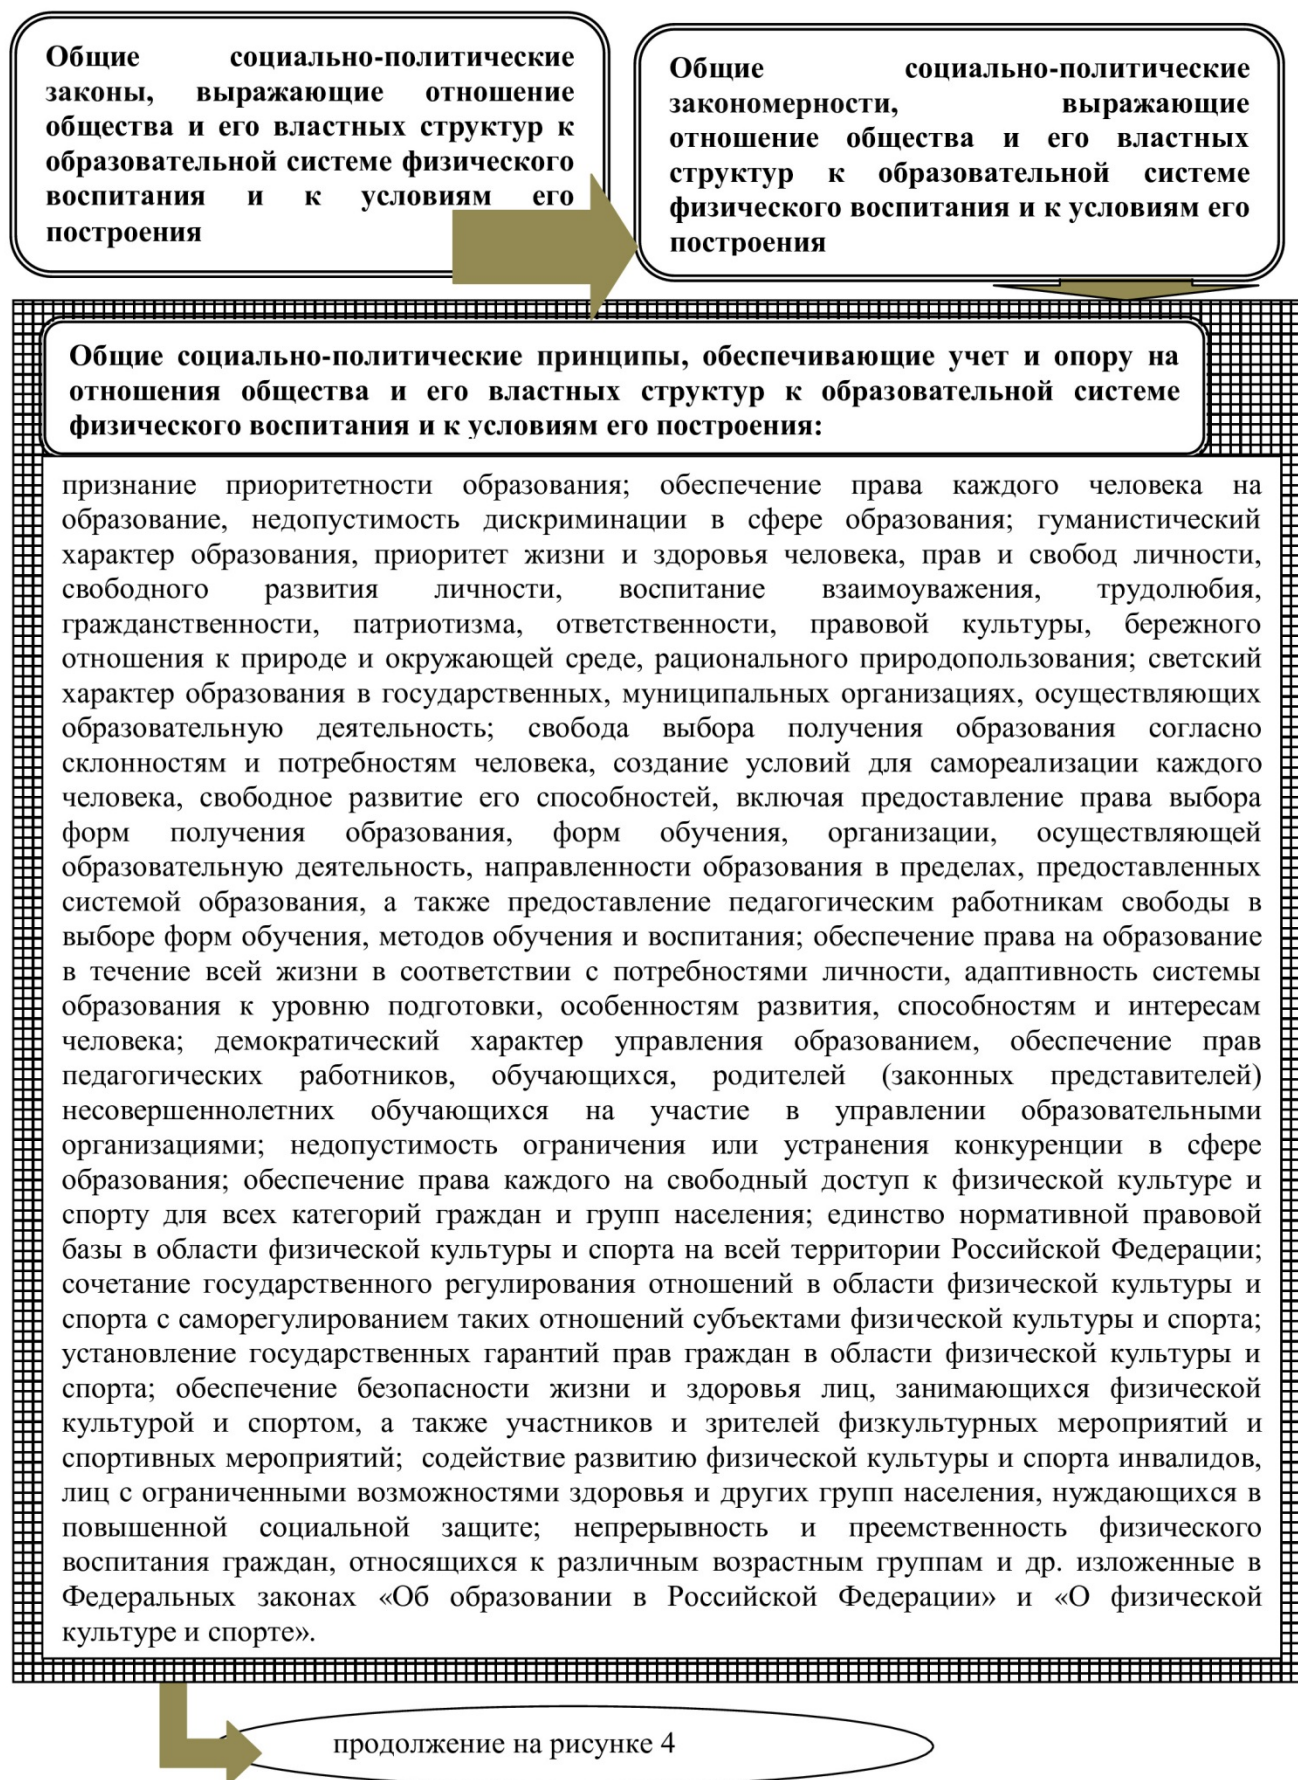 Общие социально-политические
законы, выражающие отношение
общества и его властных структур к
образовательной системе физического
воспитания и к условиям его
построения
Общие социально-политические
закономерности, выражающие
отношение общества и его властных
структур к образовательной системе
физического воспитания и к условиям его
построения
Общие социально-политические принципы, обеспечивающие учет и опору на
отношения общества и его властных структур к образовательной системе
физического воспитания и к условиям его построения:
признание приоритетности образования; обеспечение права каждого человека на
образование, недопустимость дискриминации в сфере образования; гуманистический
характер образования, приоритет жизни и здоровья человека, прав и свобод личности,
свободного развития личности, воспитание взаимоуважения, трудолюбия,
гражданственности, патриотизма, ответственности, правовой культуры, бережного
отношения к природе и окружающей среде, рационального природопользования; светский
характер образования в государственных, муниципальных организациях, осуществляющих
образовательную деятельность; свобода выбора получения образования согласно
склонностям и потребностям человека, создание условий для самореализации каждого
человека, свободное развитие его способностей, включая предоставление права выбора
форм получения образования, форм обучения, организации, осуществляющей
образовательную деятельность, направленности образования в пределах, предоставленных
системой образования, а также предоставление педагогическим работникам свободы в
выборе форм обучения, методов обучения и воспитания; обеспечение права на образование
в течение всей жизни в соответствии с потребностями личности, адаптивность системы
образования к уровню подготовки, особенностям развития, способностям и интересам
человека; демократический характер управления образованием, обеспечение прав
педагогических работников, обучающихся, родителей (законных представителей)
несовершеннолетних обучающихся на участие в управлении образовательными
организациями; недопустимость ограничения или устранения конкуренции в сфере
образования; обеспечение права каждого на свободный доступ к физической культуре и
спорту для всех категорий граждан и групп населения; единство нормативной правовой
базы в области физической культуры и спорта на всей территории Российской Федерации;
сочетание государственного регулирования отношений в области физической культуры и
спорта с саморегулированием таких отношений субъектами физической культуры и спорта;
установление государственных гарантий прав граждан в области физической культуры и
спорта; обеспечение безопасности жизни и здоровья лиц, занимающихся физической
культурой и спортом, а также участников и зрителей физкультурных мероприятий и
спортивных мероприятий; содействие развитию физической культуры и спорта инвалидов,
лиц с ограниченными возможностями здоровья и других групп населения, нуждающихся в
повышенной социальной защите; непрерывность и преемственность физического
воспитания граждан, относящихся к различным возрастным группам и др. изложенные в
Федеральных законах «Об образовании в Российской Федерации» и «О физической
культуре и спорте».
продолжение на рисунке 4